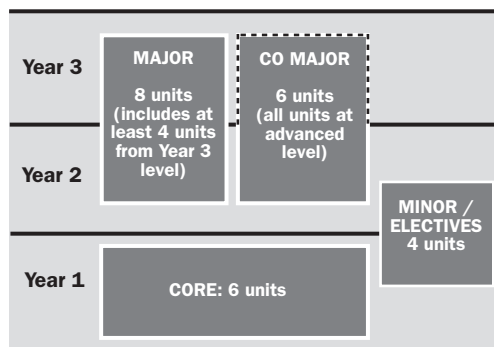 Year 3
MAJOR
8 units
(includes at
least 4 units
from Year 3
level)
CO MAJOR
6 units
(all units at
advanced
level)
Year 2
MINOR /
ELECTIVES
4 units
Year 1
CORE: 6 units